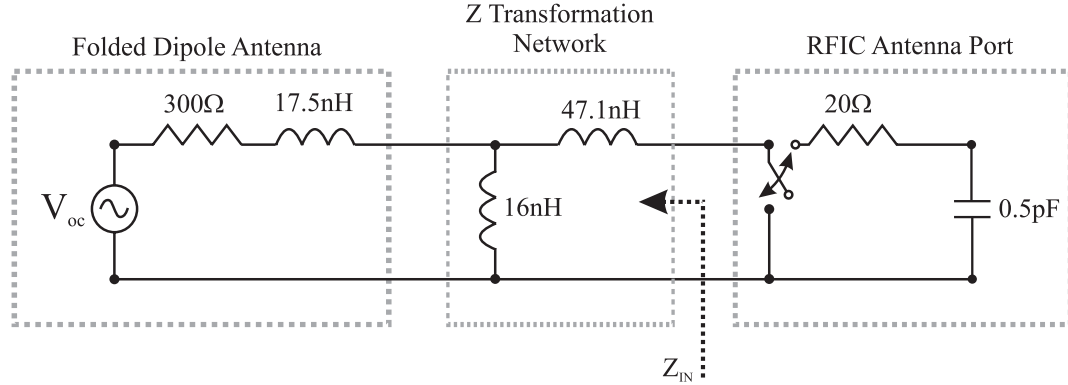 Z Transformation
Network
Folded Dipole Antenna
RFIC Antenna Port
300Ω
17.5nH
47.1nH
20Ω
Voc
16nH
0.5pF
ZIN